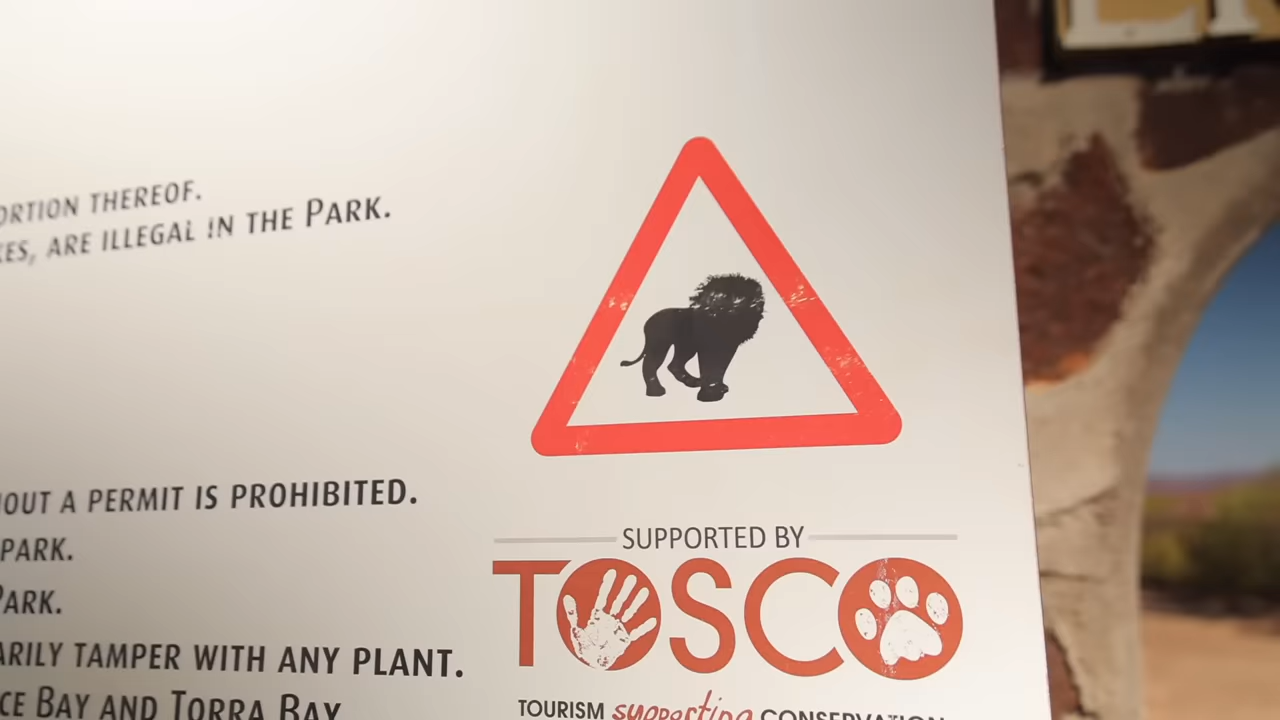 ORTION THEREOF.
KES, ARE ILLEGAL IN THE PARK.
OUT A PERMIT IS PROHIBITED.
PARK.
PARK.
ARILY TAMPER WITH ANY PLANT.
CE BAY AND TORRA BAY
SUPPORTED BY
TOSCO
TOURISM supporting CONSERVATION